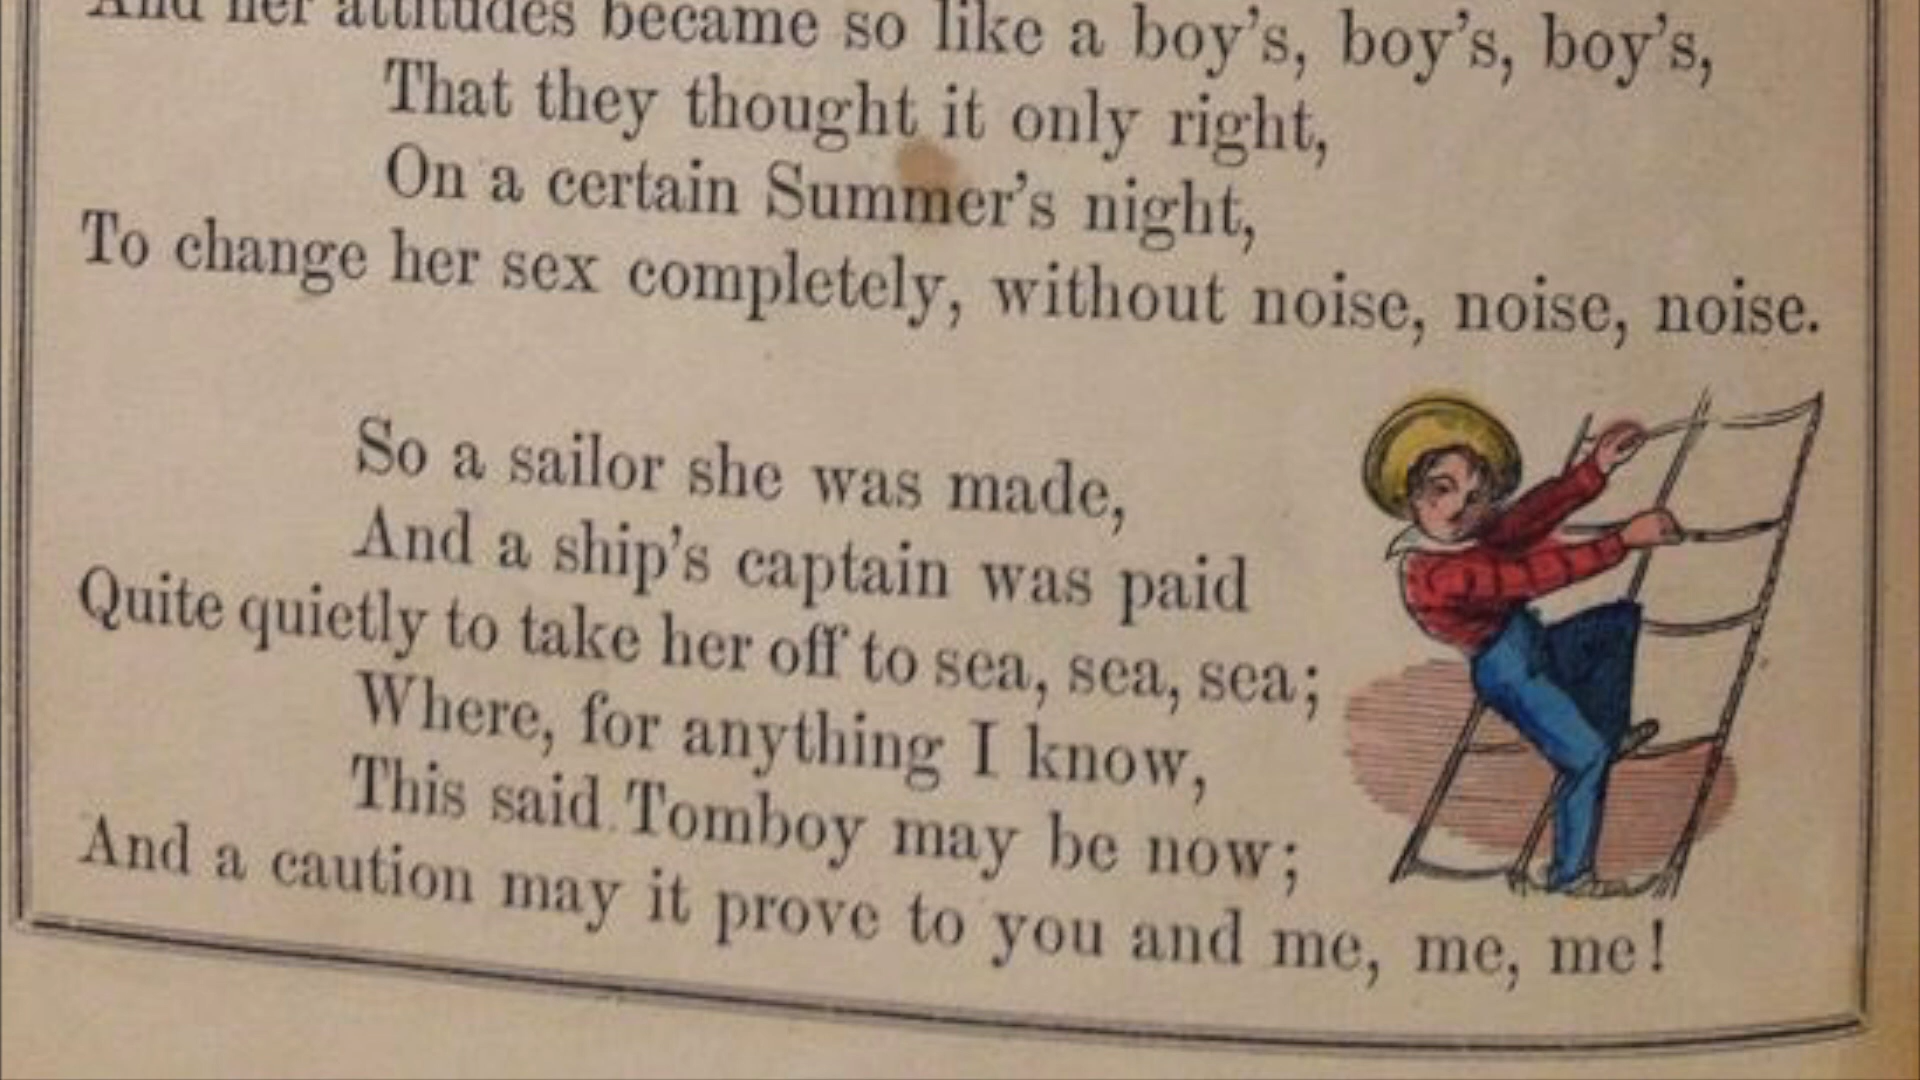 And her attitudes became so like a boy's, boy's, boy's,
That they thought it only right,
On a certain Summer's night,
To change her sex completely, without noise, noise, noise.
So a sailor she was made,
And a ship's captain was paid
Quite quietly to take her off to sea, sea, sea;
Where, for anything I know,
This said Tomboy may be now;
And a caution may it prove to you and me, me, me!